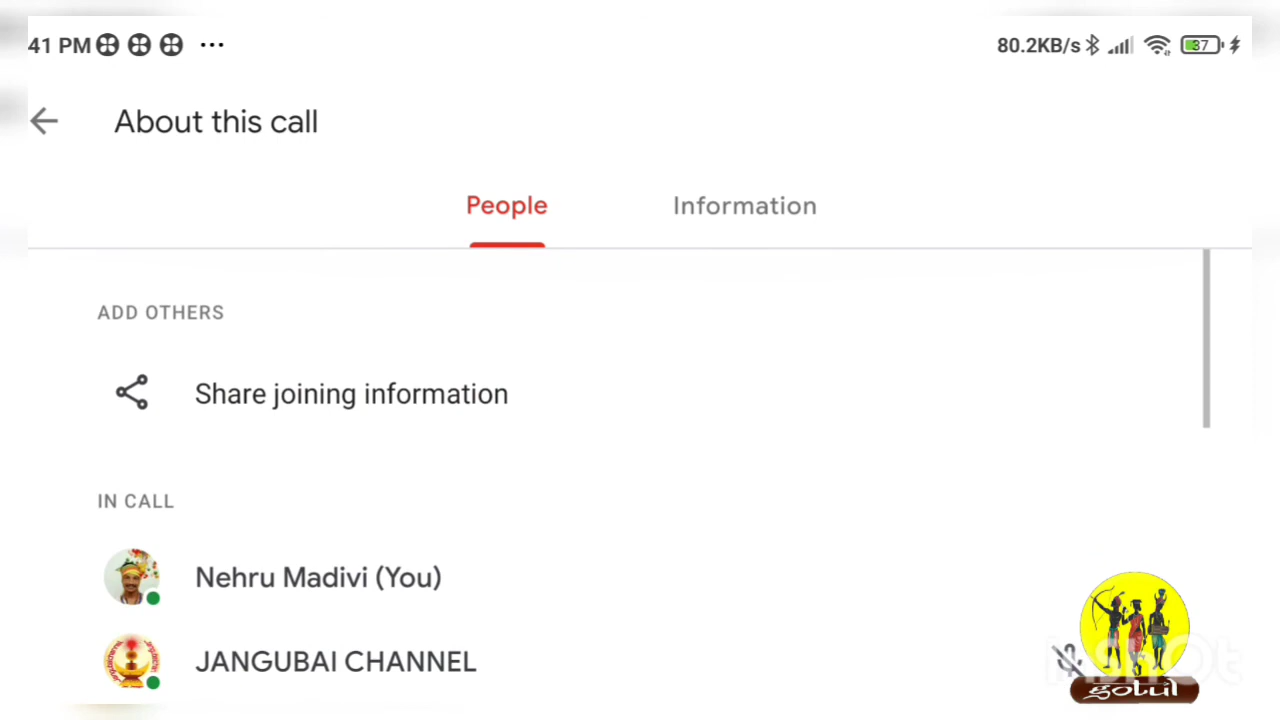 41 PM ...
80.2KB/s 37
About this call
People Information
ADD OTHERS
Share joining information
IN CALL
Nehru Madivi (You)
JANGUBAI CHANNEL
gotul